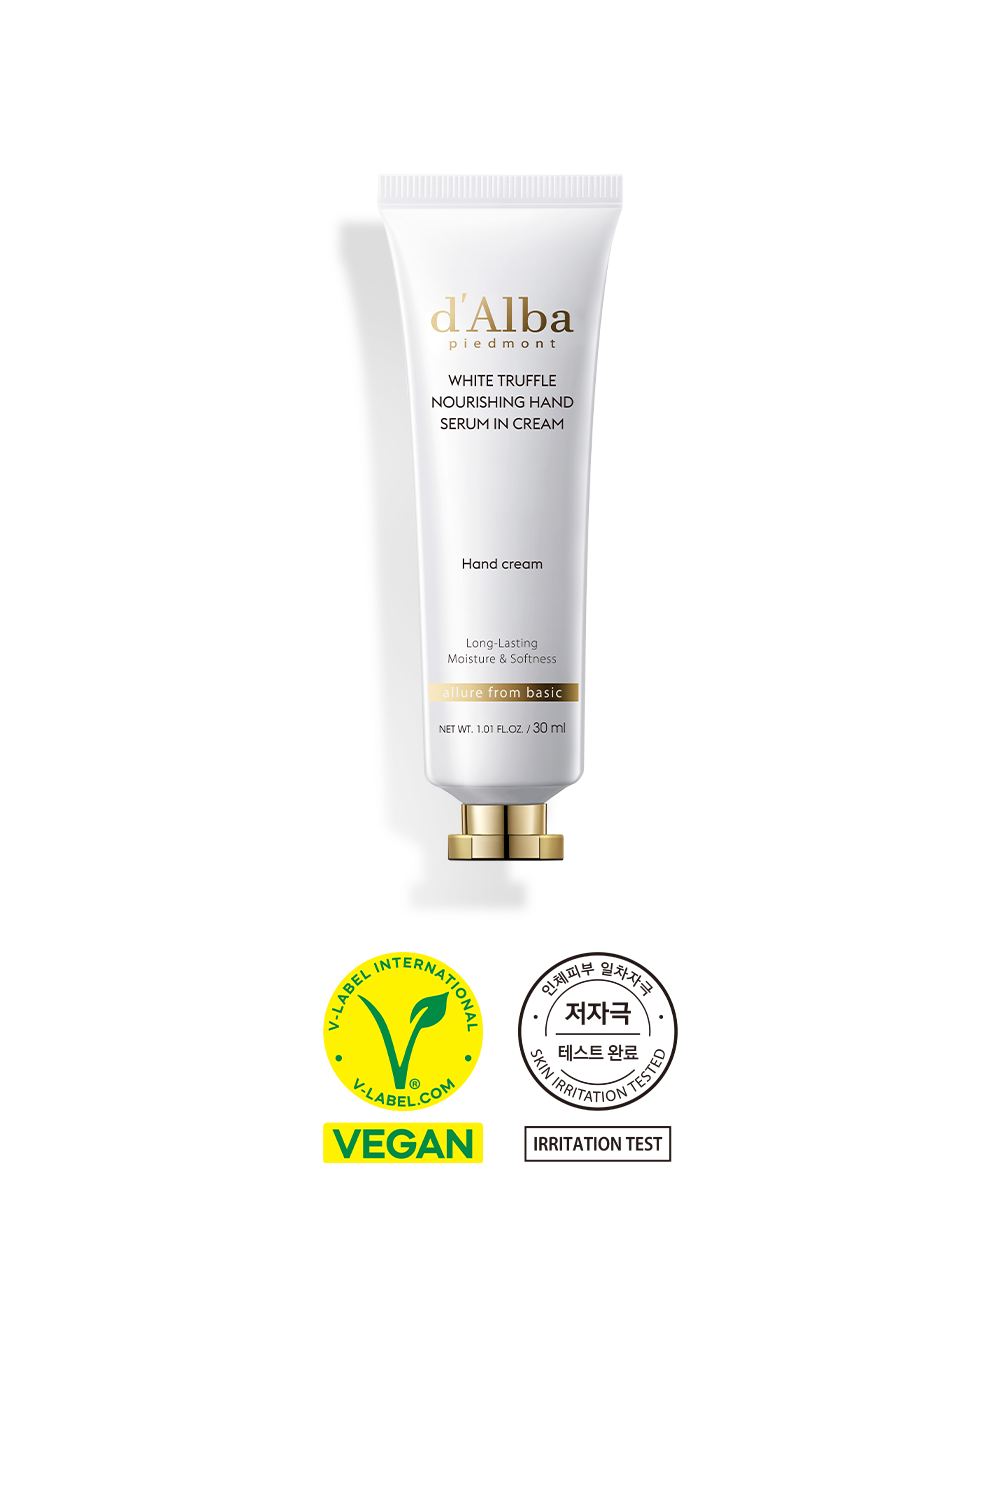 d'Alba
piedmont
WHITE TRUFFLE
NOURISHING HAND
SERUM IN CREAM
Hand cream
Long-Lasting
Moisture & Softness
allure from basic
NET WT. 1.01 FL.OZ. / 30 ml
V-LABEL INTERNATIONAL
V-LABEL.COM
®
VEGAN
인체피부 일차자극
저자극
테스트 완료
SKIN IRRITATION TESTED
IRRITATION TEST